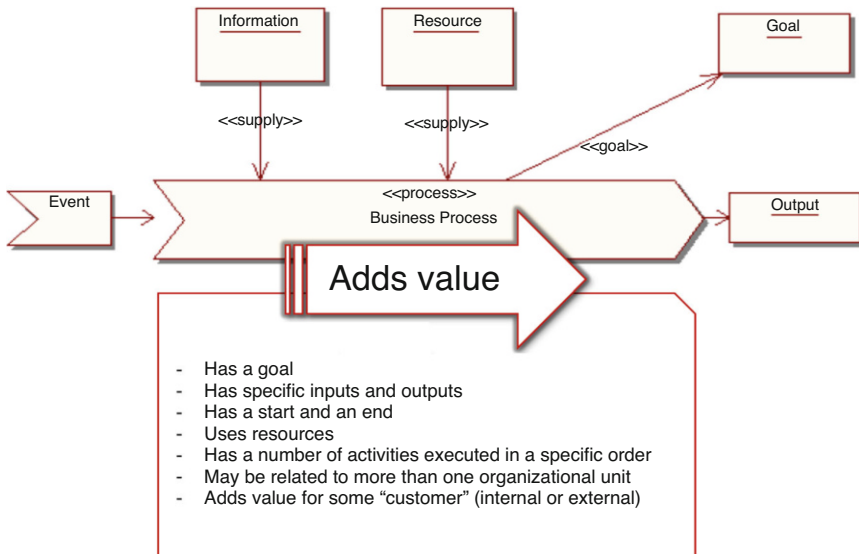 Information
Resource
Goal
<<supply>>
<<supply>>
<<goal>>
Event
<<process>>
Business Process
Output
Adds value
- Has a goal
- Has specific inputs and outputs
- Has a start and an end
- Uses resources
- Has a number of activities executed in a specific order
- May be related to more than one organizational unit
- Adds value for some “customer” (internal or external)